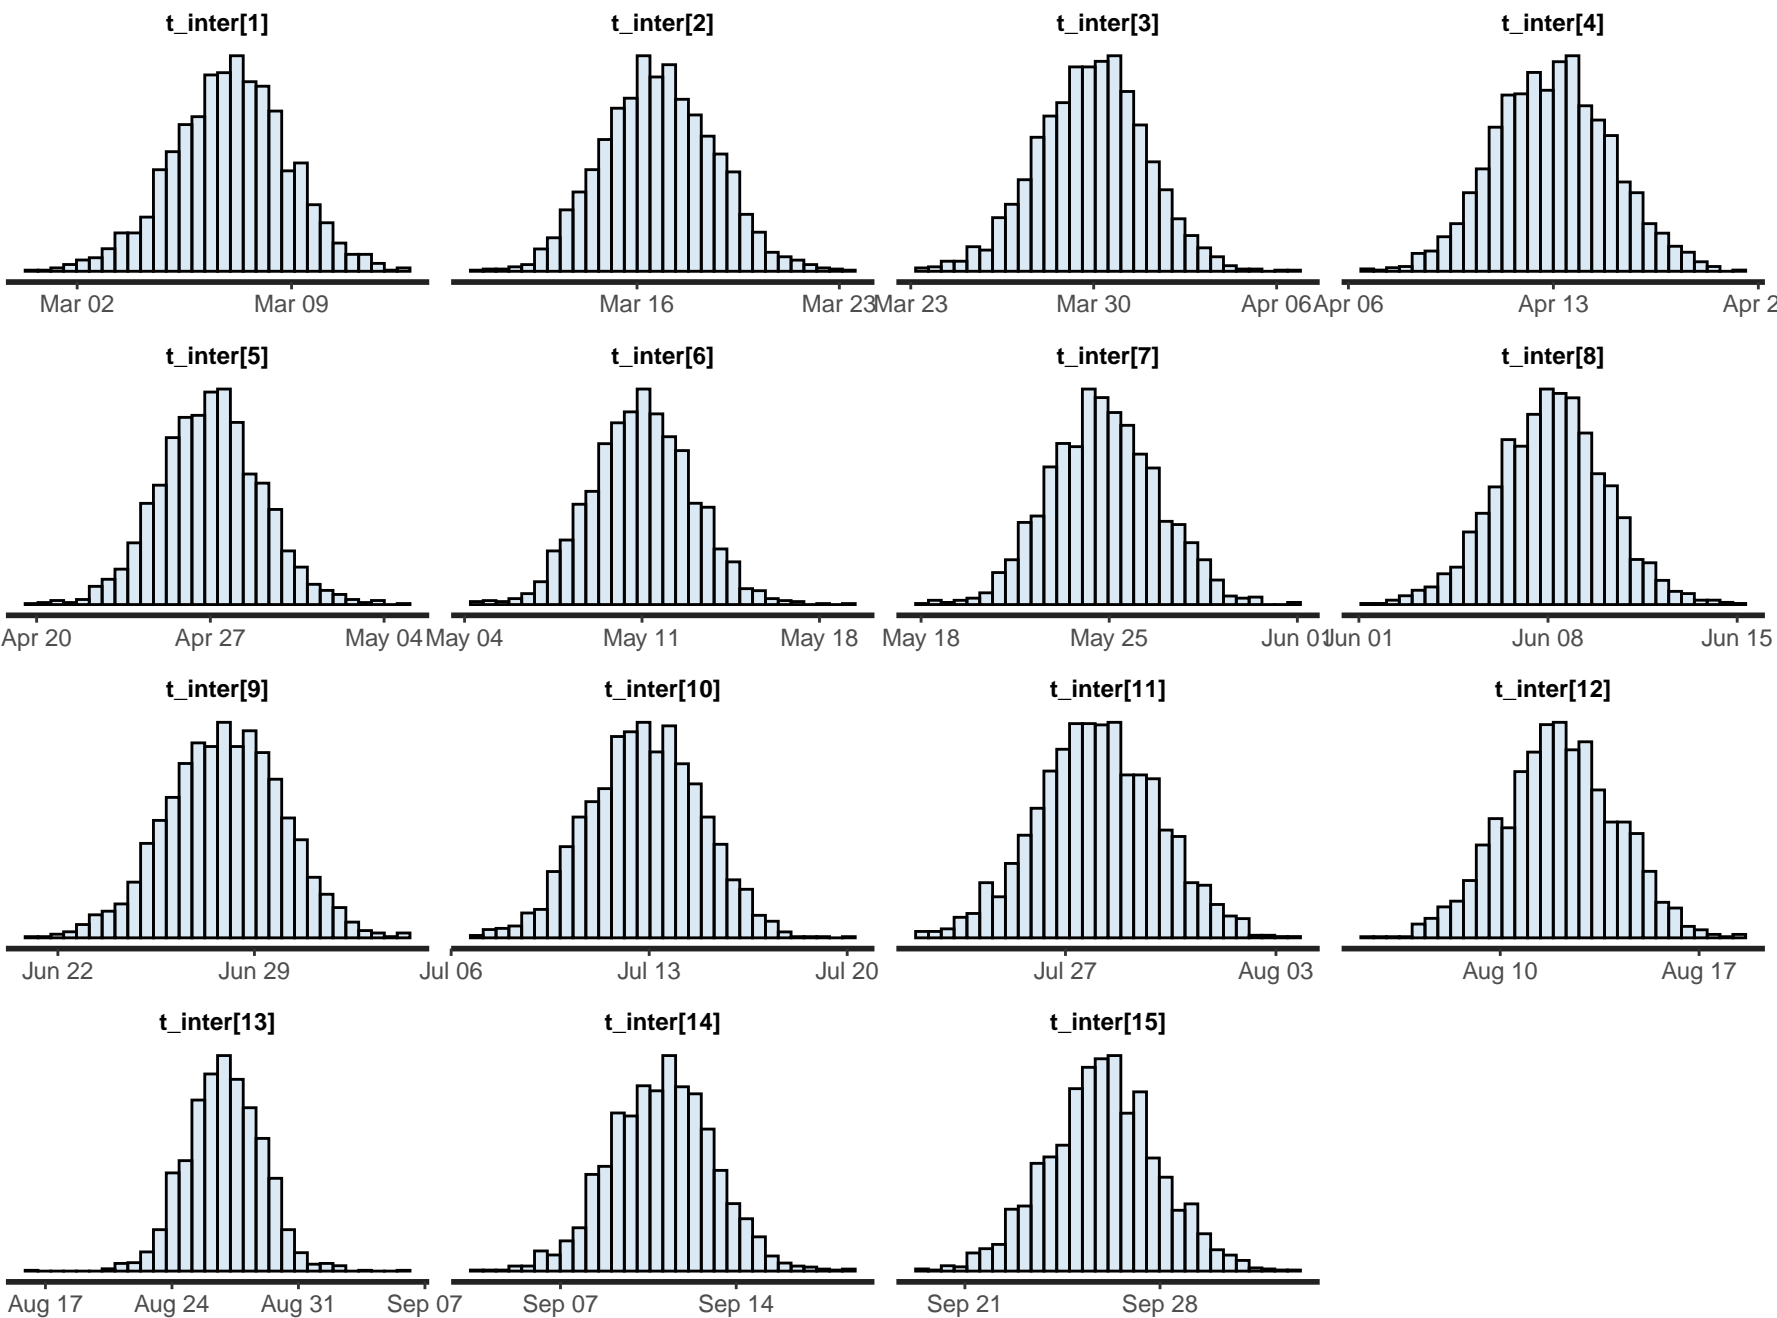 t_inter[1] t_inter[2] t_inter[3] t_inter[4]
Mar 02 Mar 09 Mar 16 Mar 23 Mar 23 Mar 30 Apr 06 Apr 06 Apr 13 Apr 2
t_inter[5] t_inter[6] t_inter[7] t_inter[8]
Apr 20 Apr 27 May 04 May 04 May 11 May 18 May 18 May 25 Jun 01 Jun 01 Jun 08 Jun 15
t_inter[9] t_inter[10] t_inter[11] t_inter[12]
Jun 22 Jun 29 Jul 06 Jul 13 Jul 20 Jul 27 Aug 03 Aug 10 Aug 17
t_inter[13] t_inter[14] t_inter[15]
Aug 17 Aug 24 Aug 31 Sep 07 Sep 07 Sep 14 Sep 21 Sep 28